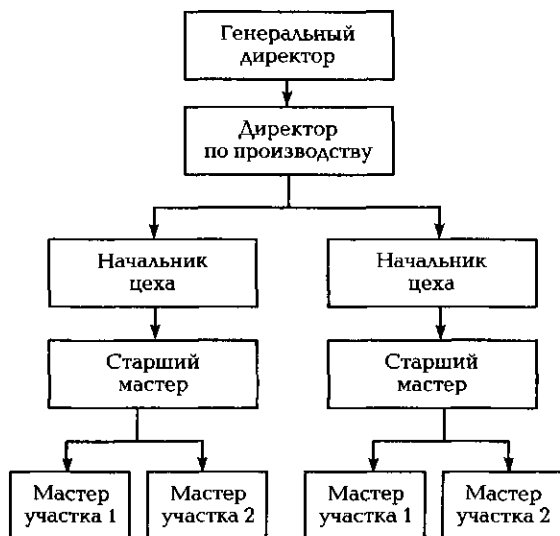 Генеральный
директор
Директор
по производству
Начальник
цеха
Начальник
цеха
Старший
мастер
Старший
мастер
Мастер
участка 1
Мастер
участка 2
Мастер
участка 1
Мастер
участка 2